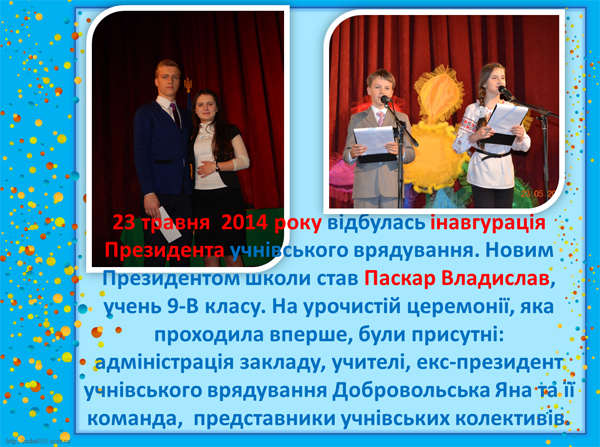 23 травня 2014 року відбулась інавгурація
Президента учнівського врядування. Новим
Президентом школи став Паскар Владислав,
учень 9-В класу. На урочистій церемонії, яка
проходила вперше, були присутні:
адміністрація закладу, учителі, екс-президент
учнівського врядування Добровольська Яна та її
команда, представники учнівських колективів.